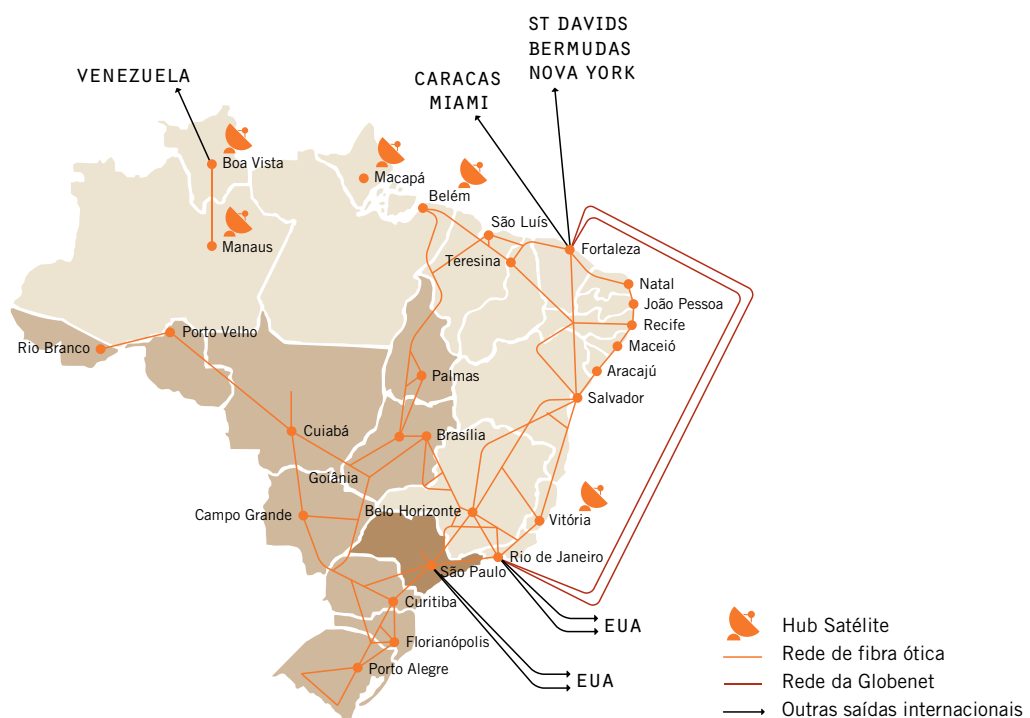 ST DAVIDS
BERMUDAS
NOVA YORK
VENEZUELA
CARACAS
MIAMI
Boa Vista
Macapá
Belém
São Luís
Manaus
Fortaleza
Teresina
Natal
João Pessoa
Recife
Porto Velho
Rio Branco
Maceió
Aracajú
Palmas
Salvador
Cuiabá
Brasília
Goiânia
Campo Grande
Belo Horizonte
Vitória
Rio de Janeiro
São Paulo
Curitiba
EUA
Hub Satélite
Florianópolis
Rede de fibra ótica
Porto Alegre
EUA
Rede da Globenet
Outras saídas internacionais